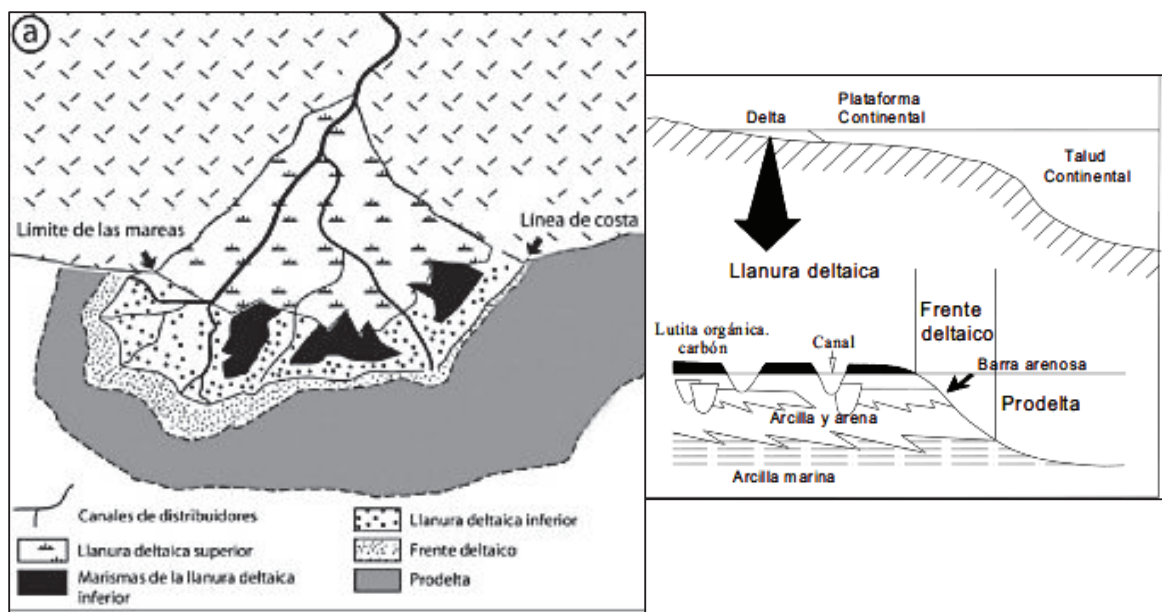 a
Límite de las mareas
Línea de costa
Canales de distribuidores
Llanura deltaica superior
Marismas de la llanura deltaica
inferior
Llanura deltaica inferior
Frente deltaico
Prodelta
Plataforma
Continental
Delta
Talud
Continental
Llanura deltaica
Frente
deltaico
Lutita orgánica.
carbón
Canal
Barra arenosa
Prodelta
Arcilla y arena
Arcilla marina